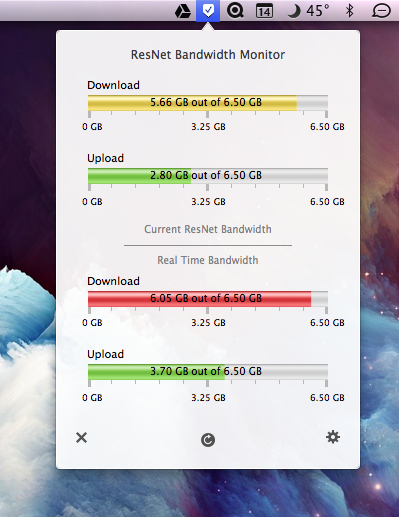 14
45°
ResNet Bandwidth Monitor
Download
5.66 GB out of 6.50 GB
0 GB 3.25 GB 6.50 GB
Upload
2.80 GB out of 6.50 GB
0 GB 3.25 GB 6.50 GB
Current ResNet Bandwidth
Real Time Bandwidth
Download
6.05 GB out of 6.50 GB
0 GB 3.25 GB 6.50 GB
Upload
3.70 GB out of 6.50 GB
0 GB 3.25 GB 6.50 GB